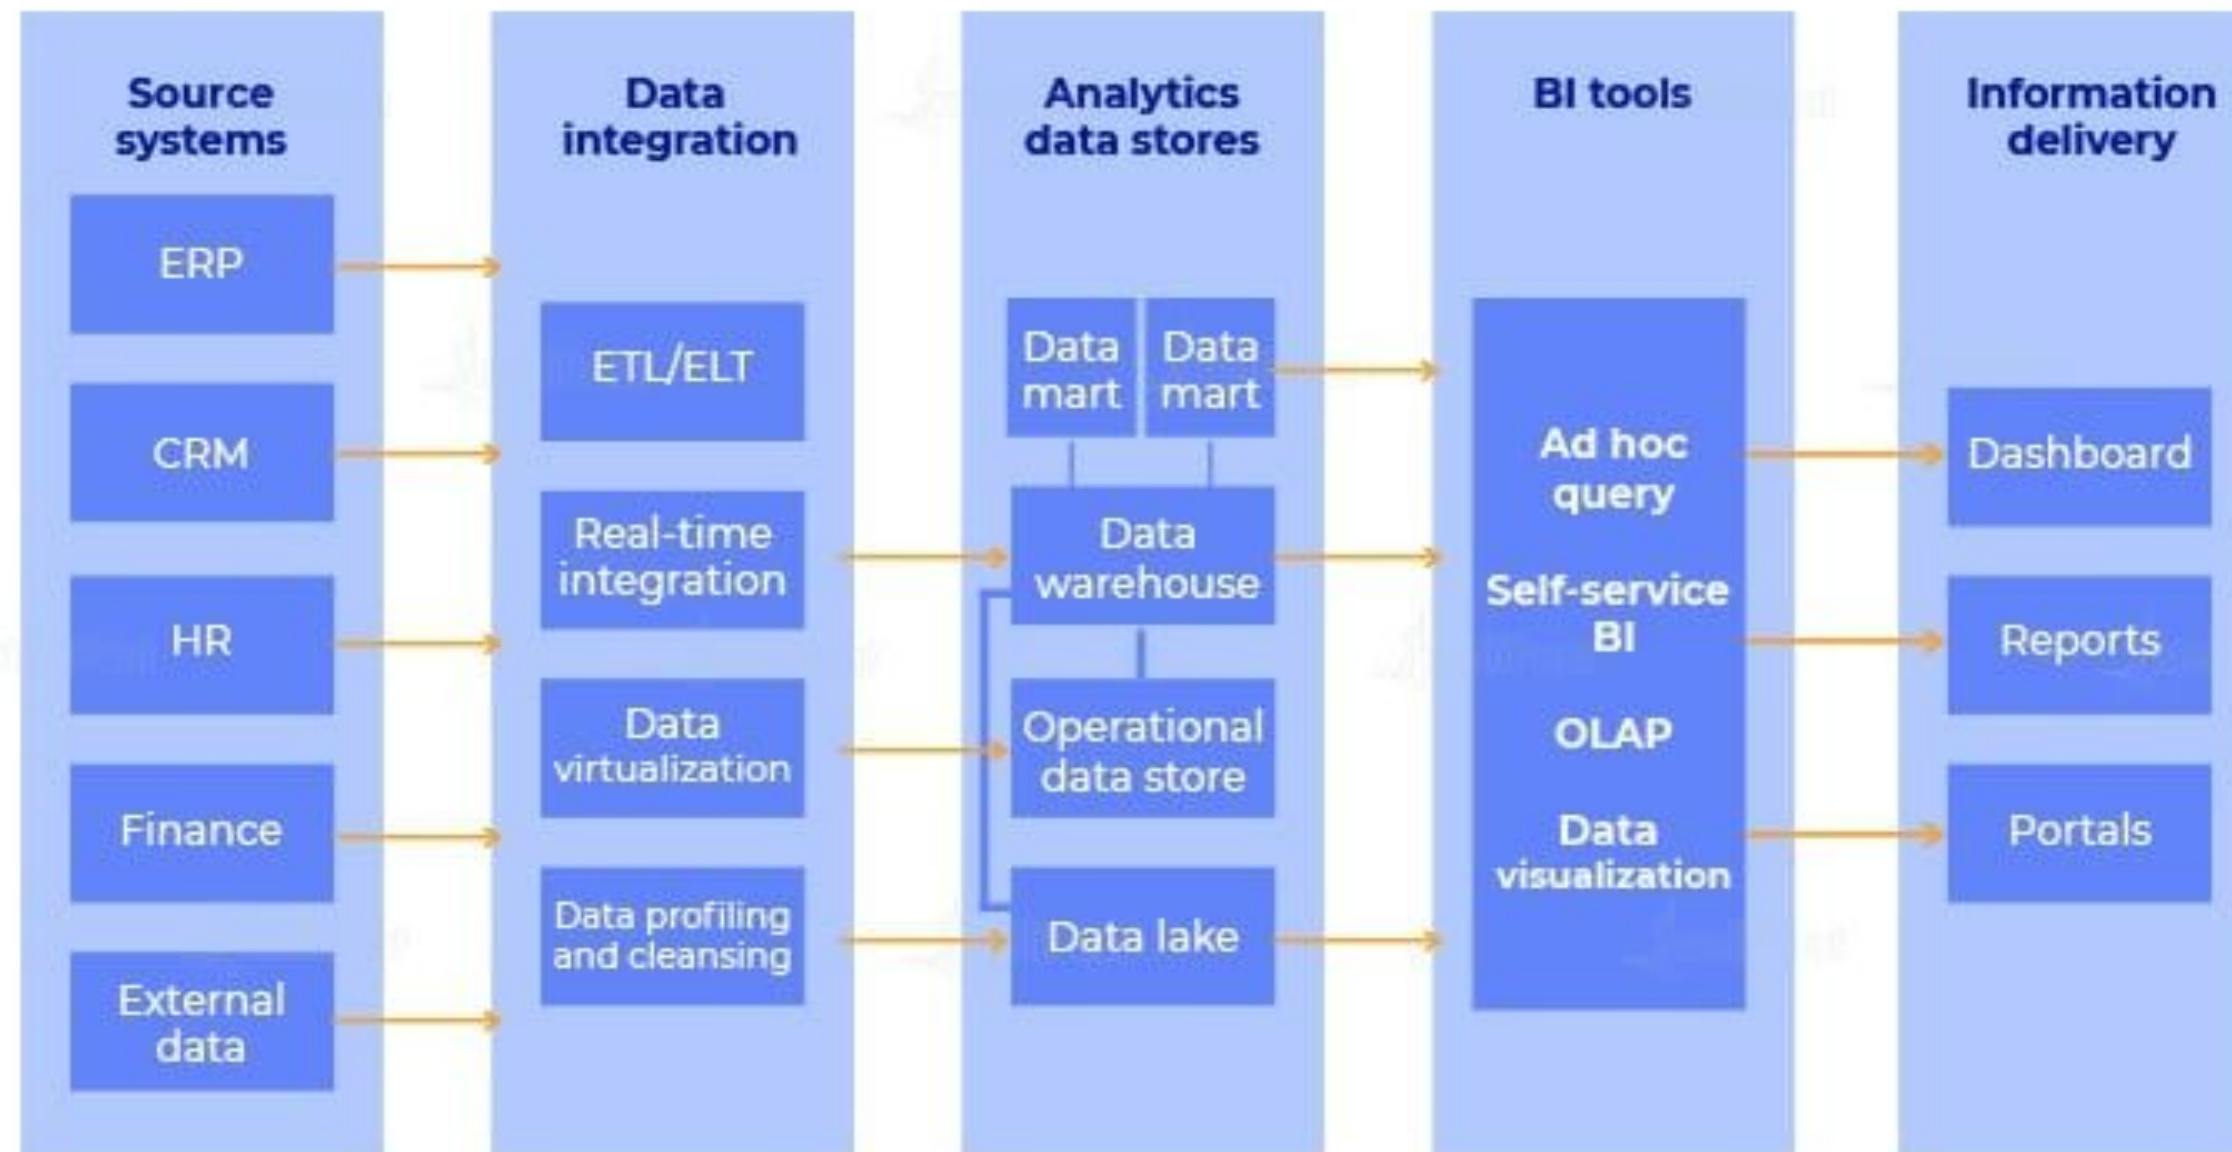 Source
systems
ERP
CRM
HR
Finance
External
data
Data
integration
ETL/ELT
Real-time
integration
Data
virtualization
Data profiling
and cleansing
Analytics
data stores
Data
mart
Data
mart
Data
warehouse
Operational
data store
Data lake
BI tools
Ad hoc
query
Self-service
BI
OLAP
Data
visualization
Information
delivery
Dashboard
Reports
Portals